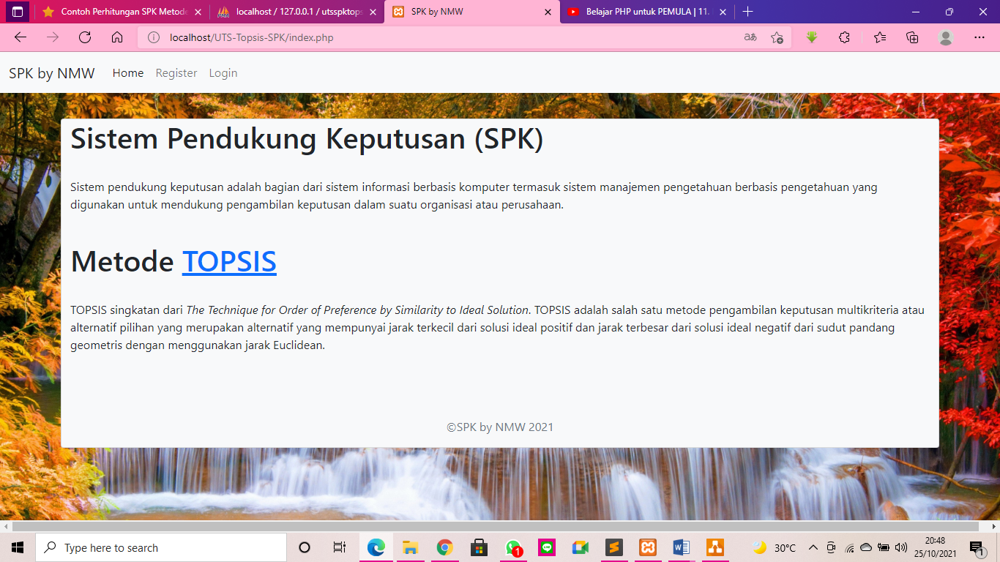 Contoh Perhitungan SPK Metode
localhost / 127.0.0.1 / utsspktops
SPK by NMW
Belajar PHP untuk PEMULA | 11.
localhost/UTS-Topsis-SPK/index.php
SPK by NMW
Home
Register
Login
Sistem Pendukung Keputusan (SPK)
Sistem pendukung keputusan adalah bagian dari sistem informasi berbasis komputer termasuk sistem manajemen pengetahuan berbasis pengetahuan yang
digunakan untuk mendukung pengambilan keputusan dalam suatu organisasi atau perusahaan.
Metode TOPSIS
TOPSIS singkatan dari The Technique for Order of Preference by Similarity to Ideal Solution. TOPSIS adalah salah satu metode pengambilan keputusan multikriteria atau
alternatif pilihan yang merupakan alternatif yang mempunyai jarak terkecil dari solusi ideal positif dan jarak terbesar dari solusi ideal negatif dari sudut pandang
geometris dengan menggunakan jarak Euclidean.
©SPK by NMW 2021
Type here to search
1
30°C
20:48
25/10/2021
1